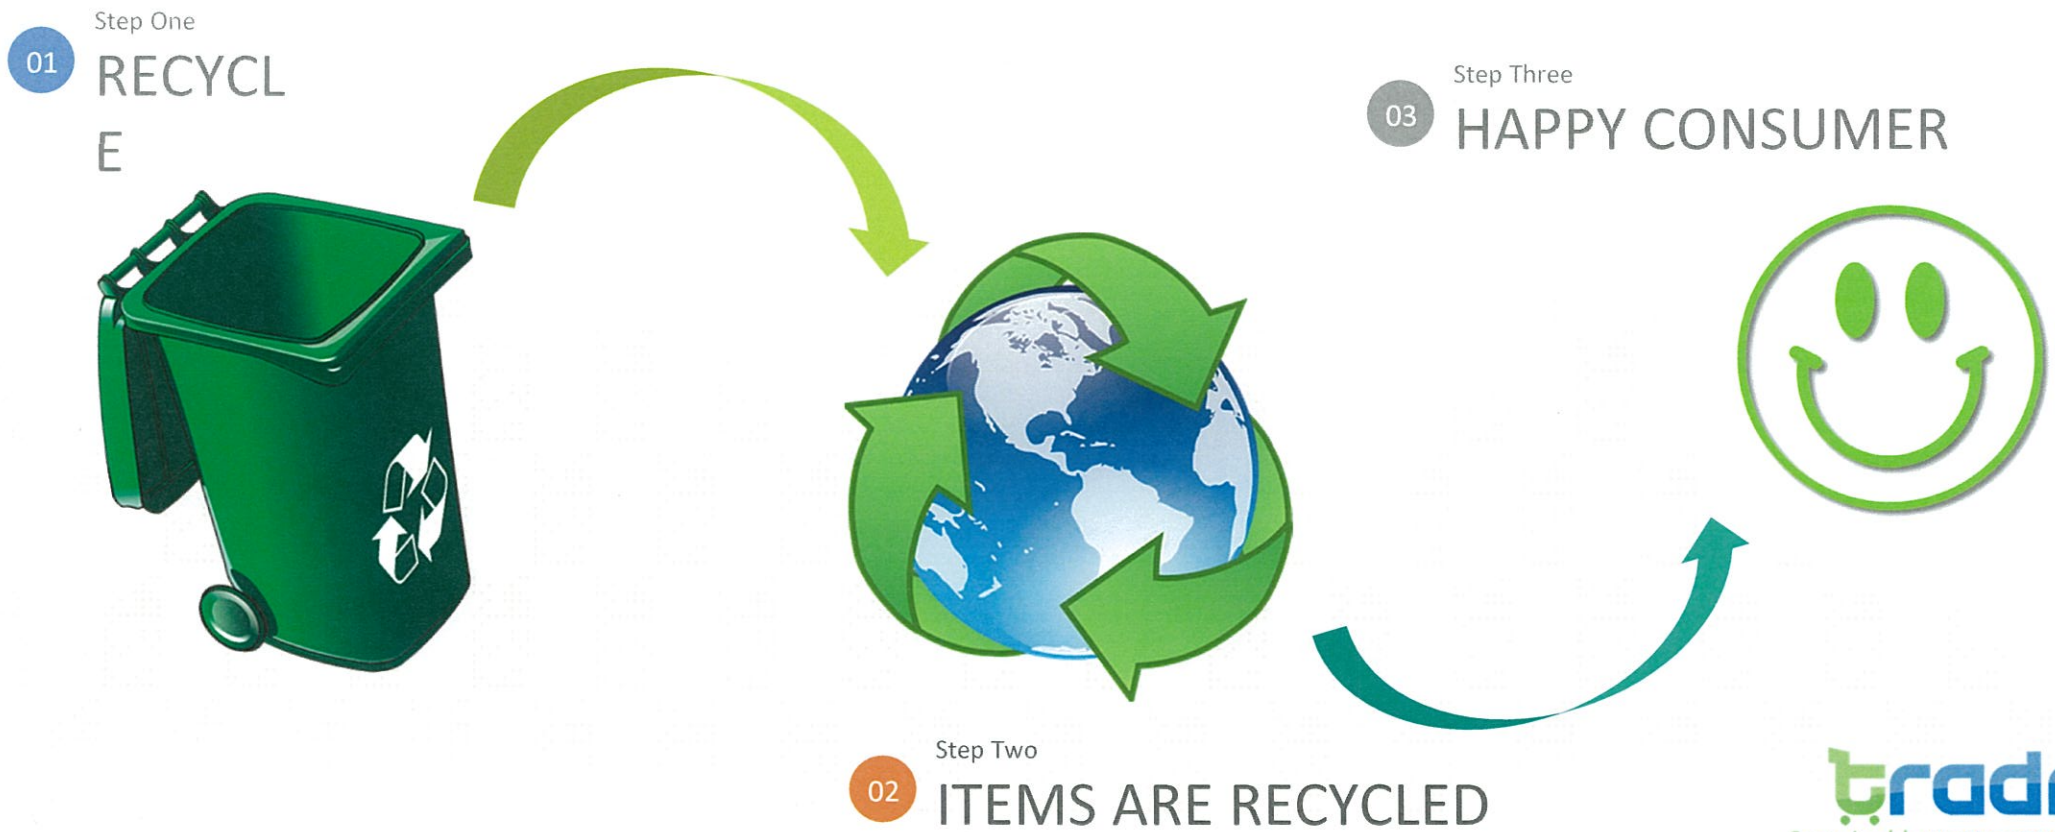 Step One
01
RECYCL
E
Step Three
03
HAPPY CONSUMER
Step Two
02
ITEMS ARE RECYCLED